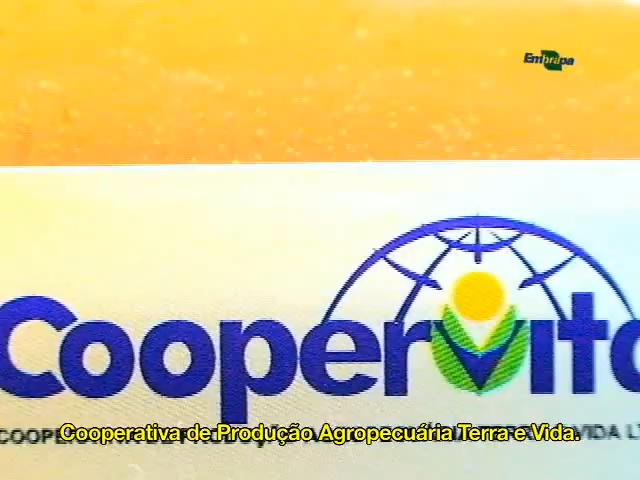 Embrapa
Coopervita
Cooperativa de Produção Agropecuária Terra e Vida.